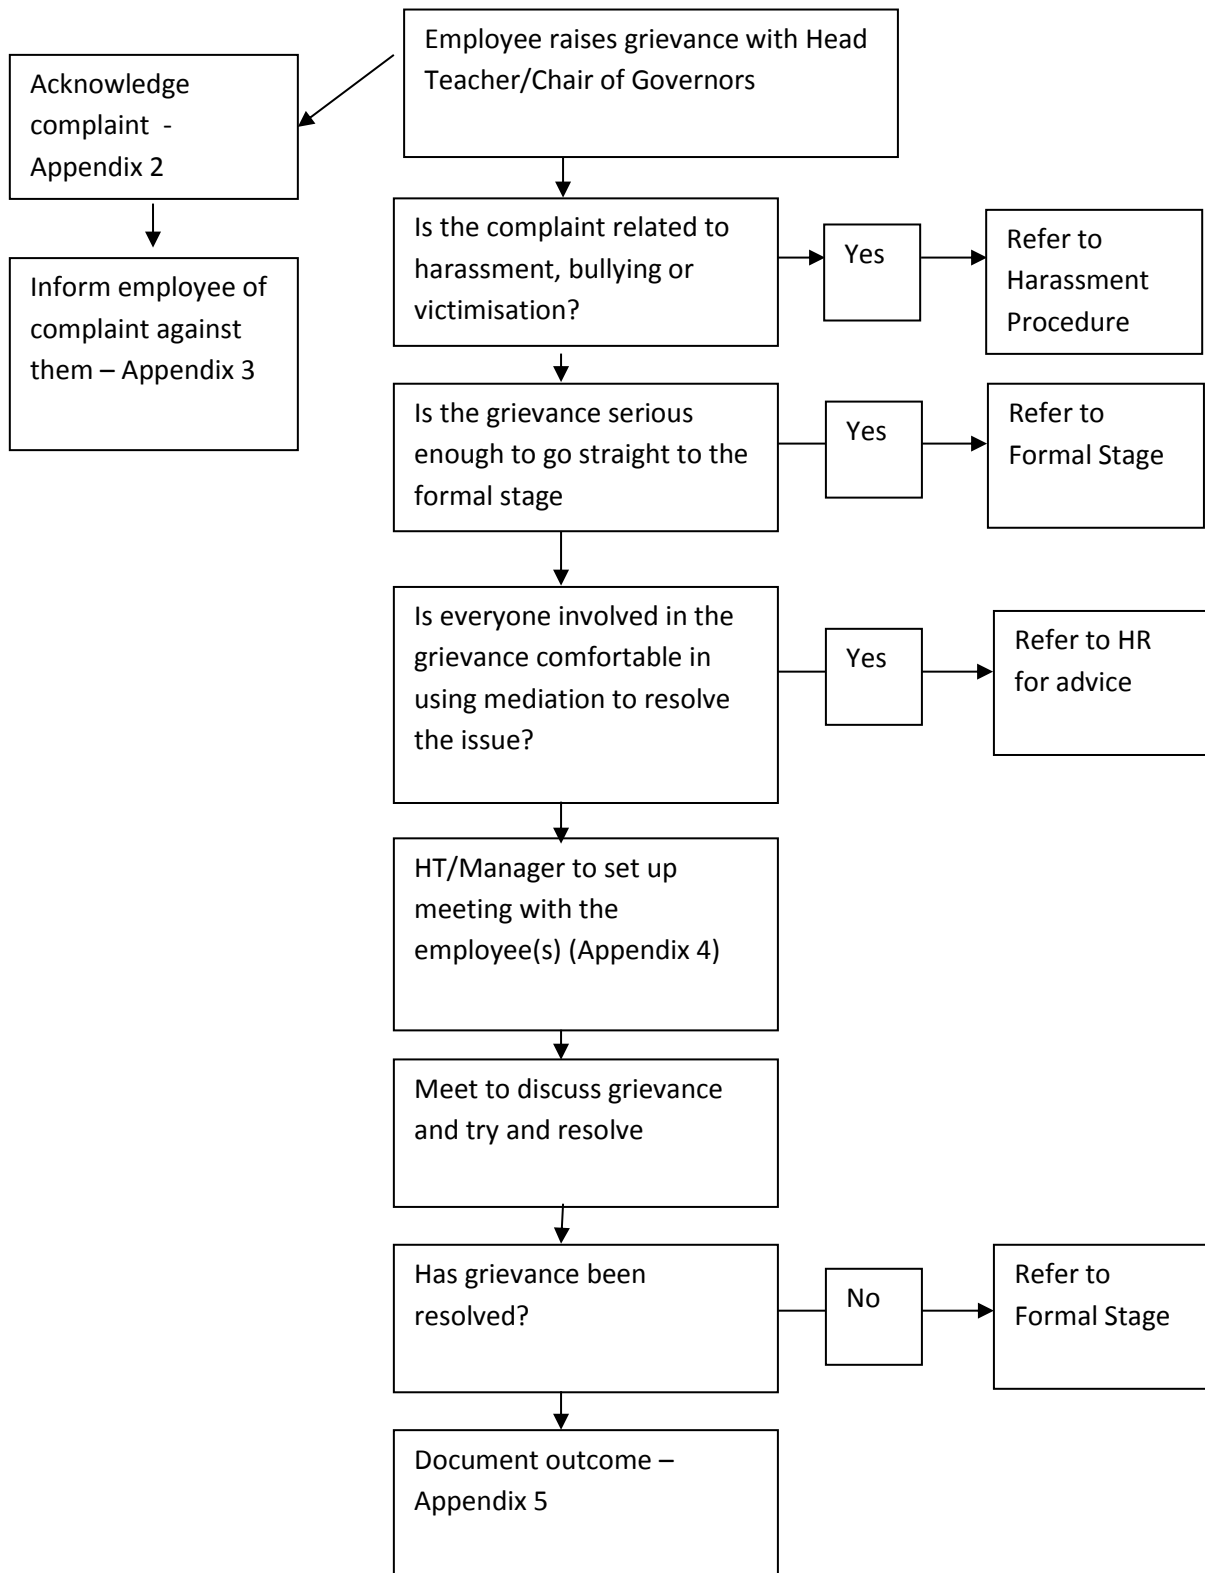 Employee raises grievance with Head
Teacher/Chair of Governors
Acknowledge
complaint  -
Appendix 2
Inform employee of
complaint against
them – Appendix 3
Is the complaint related to
harassment, bullying or
victimisation?
Yes
Refer to
Harassment
Procedure
Is the grievance serious
enough to go straight to the
formal stage
Yes
Refer to
Formal Stage
Is everyone involved in the
grievance comfortable in
using mediation to resolve
the issue?
Yes
Refer to HR
for advice
HT/Manager to set up
meeting with the
employee(s) (Appendix 4)
Meet to discuss grievance
and try and resolve
Has grievance been
resolved?
No
Refer to
Formal Stage
Document outcome –
Appendix 5